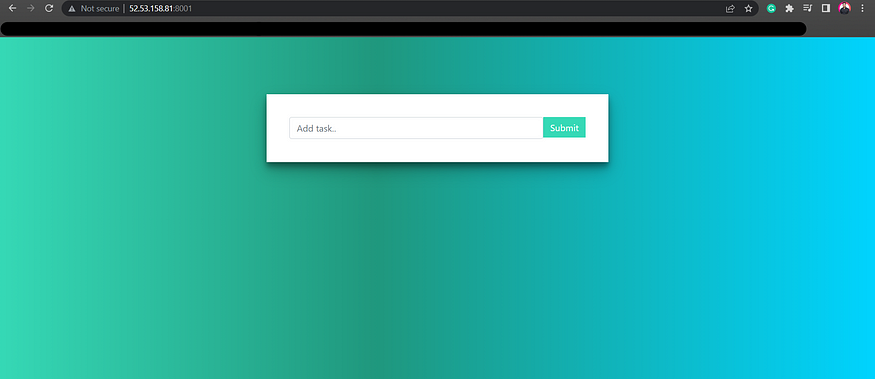 Not secure | 52.53.158.81:8001
Add task..
Submit